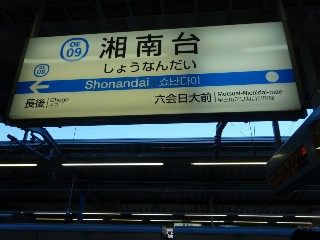 OE
09
湘南台
しょうなんだい
OE
08
Shonandai 쇼난다이
長後 Chogo
六会日大前 Mutsuai-Nichidai-mae